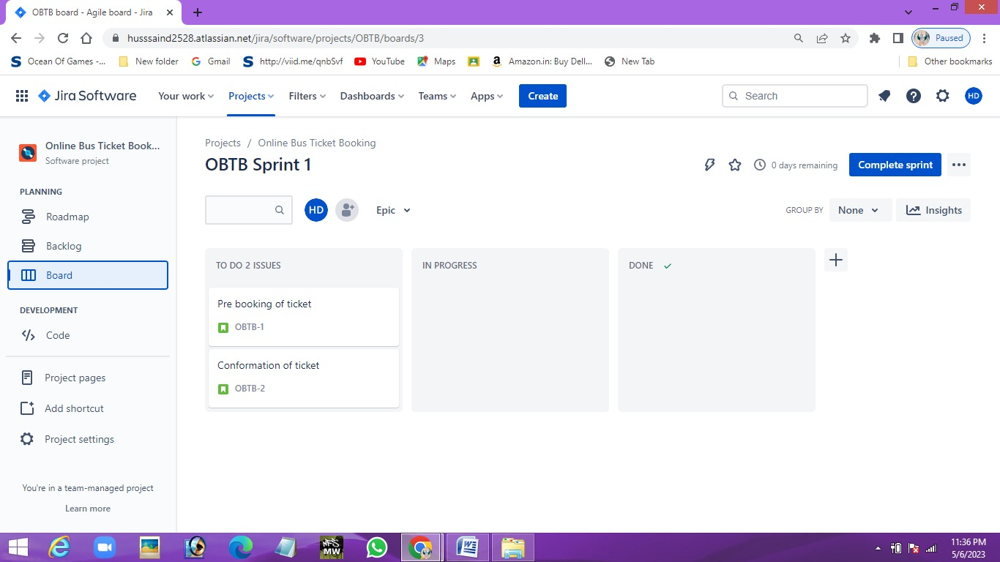 OBTB board - Agile board - Jira
husssaind2528.atlassian.net/jira/software/projects/OBTB/boards/3
Paused
Ocean Of Games -... New folder Gmail http://viid.me/qnbSvf YouTube Maps Amazon.in: Buy Dell... New Tab Other bookmarks
Jira Software Your work Projects Filters Dashboards Teams Apps Create Search HD
Online Bus Ticket Book...
Software project
PLANNING
Roadmap
Backlog
Board
DEVELOPMENT
Code
Project pages
Add shortcut
Project settings
You're in a team-managed project
Learn more
Projects / Online Bus Ticket Booking
OBTB Sprint 1
0 days remaining Complete sprint
HD Epic GROUP BY None Insights
TO DO 2 ISSUES
Pre booking of ticket
OBTB-1
Conformation of ticket
OBTB-2
IN PROGRESS
DONE
NFS
MW
11:36 PM
5/6/2023